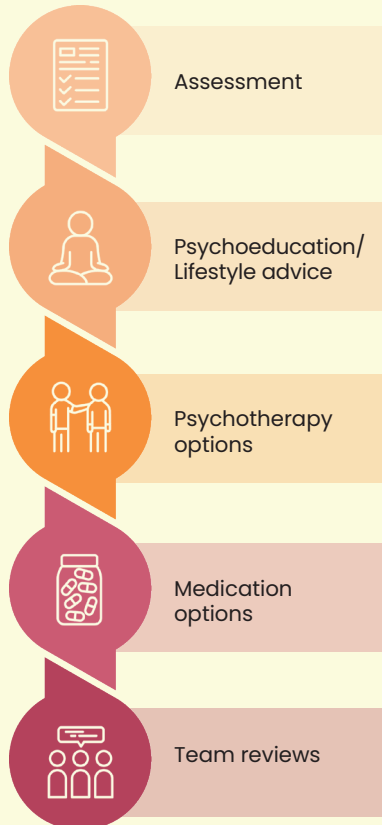 Assessment
Psychoeducation/
Lifestyle advice
Psychotherapy
options
Medication
options
Team reviews